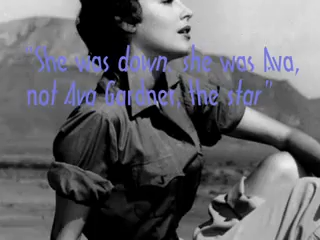 "She was down, she was Ava,
not Ava Gardner, the star"